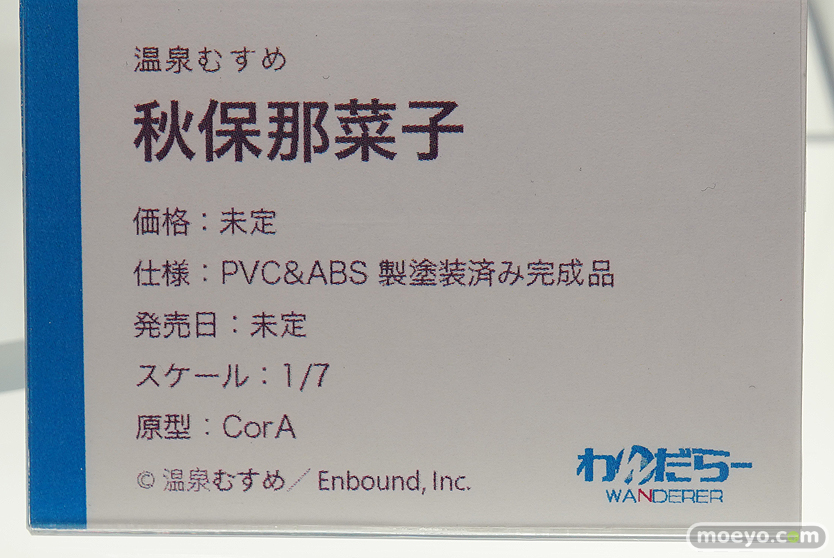 温泉むすめ
秋保那菜子
価格：未定
仕様：PVC&ABS 製塗装済み完成品
発売日：未定
スケール：1/7
原型：CorA
© 温泉むすめ／ Enbound, Inc.
わんだらー
WANDERER
moeyo.com